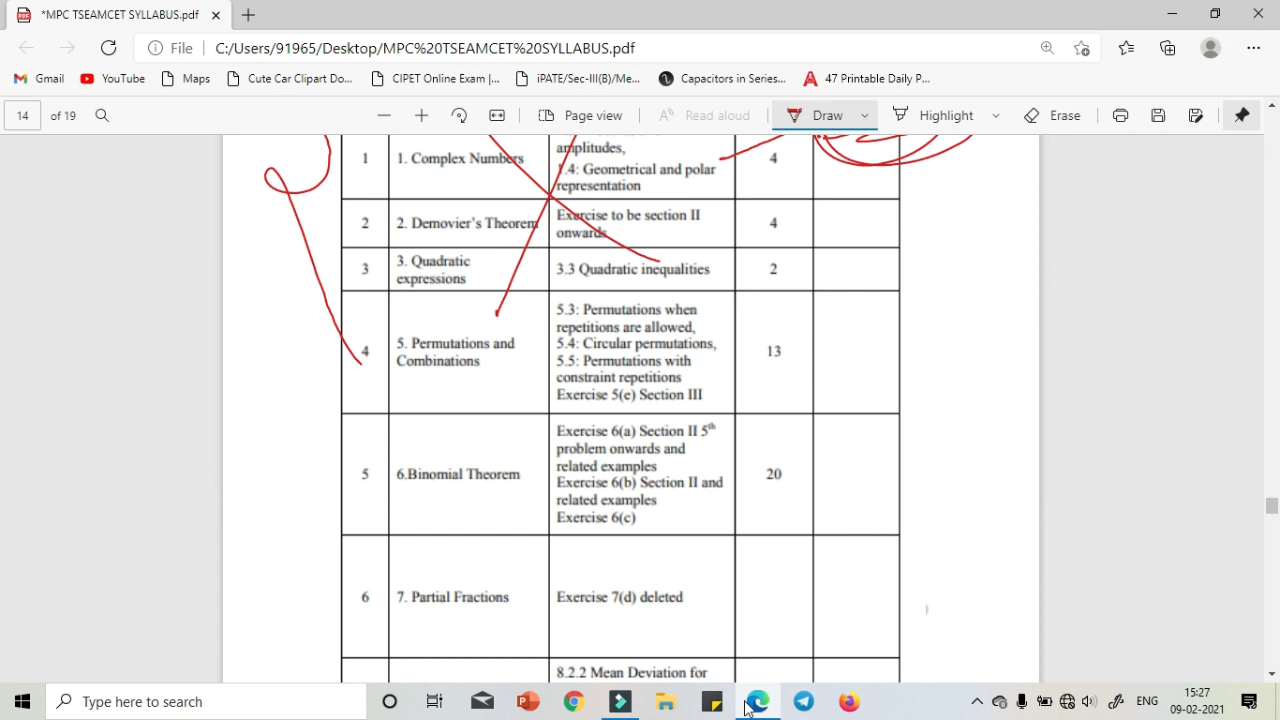 *MPC TSEAMCET SYLLABUS.pdf
File C:/Users/91965/Desktop/MPC%20TSEAMCET%20SYLLABUS.pdf
Gmail YouTube Maps Cute Car Clipart Do... CIPET Online Exam |... iPATE/Sec-III(B)/Me... Capacitors in Series... 47 Printable Daily P...
14 of 19 Page view Read aloud Draw Highlight Erase
1
1. Complex Numbers
amplitudes,
1.4: Geometrical and polar
representation
4
2
2. Demovier's Theorem
Exercise to be section II
onwards
4
3
3. Quadratic
expressions
3.3 Quadratic inequalities
2
4
5. Permutations and
Combinations
5.3: Permutations when
repetitions are allowed,
5.4: Circular permutations,
5.5: Permutations with
constraint repetitions
Exercise 5(e) Section III
13
5
6.Binomial Theorem
Exercise 6(a) Section II 5th
problem onwards and
related examples
Exercise 6(b) Section II and
related examples
Exercise 6(c)
20
6
7. Partial Fractions
Exercise 7(d) deleted
8.2.2 Mean Deviation for
Type here to search
ENG
15:27
09-02-2021